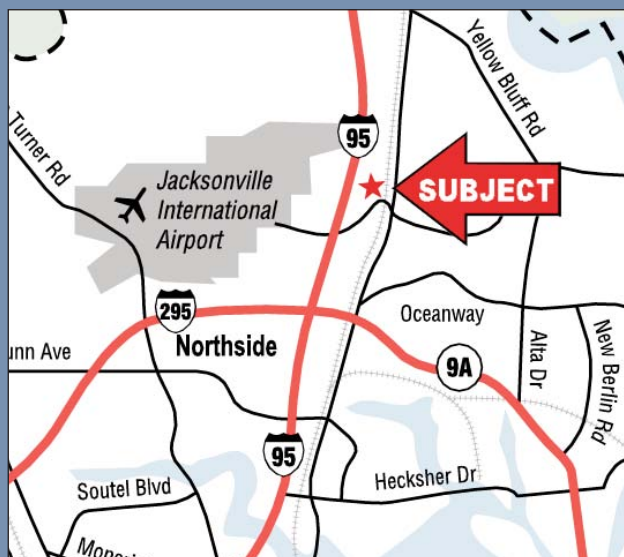 Yellow Bluff Rd
95
Turner Rd
Jacksonville
International
Airport
SUBJECT
295
Oceanway
unn Ave
Northside
9A
Alta Dr
New Berlin Rd
95
Soutel Blvd
Hecksher Dr